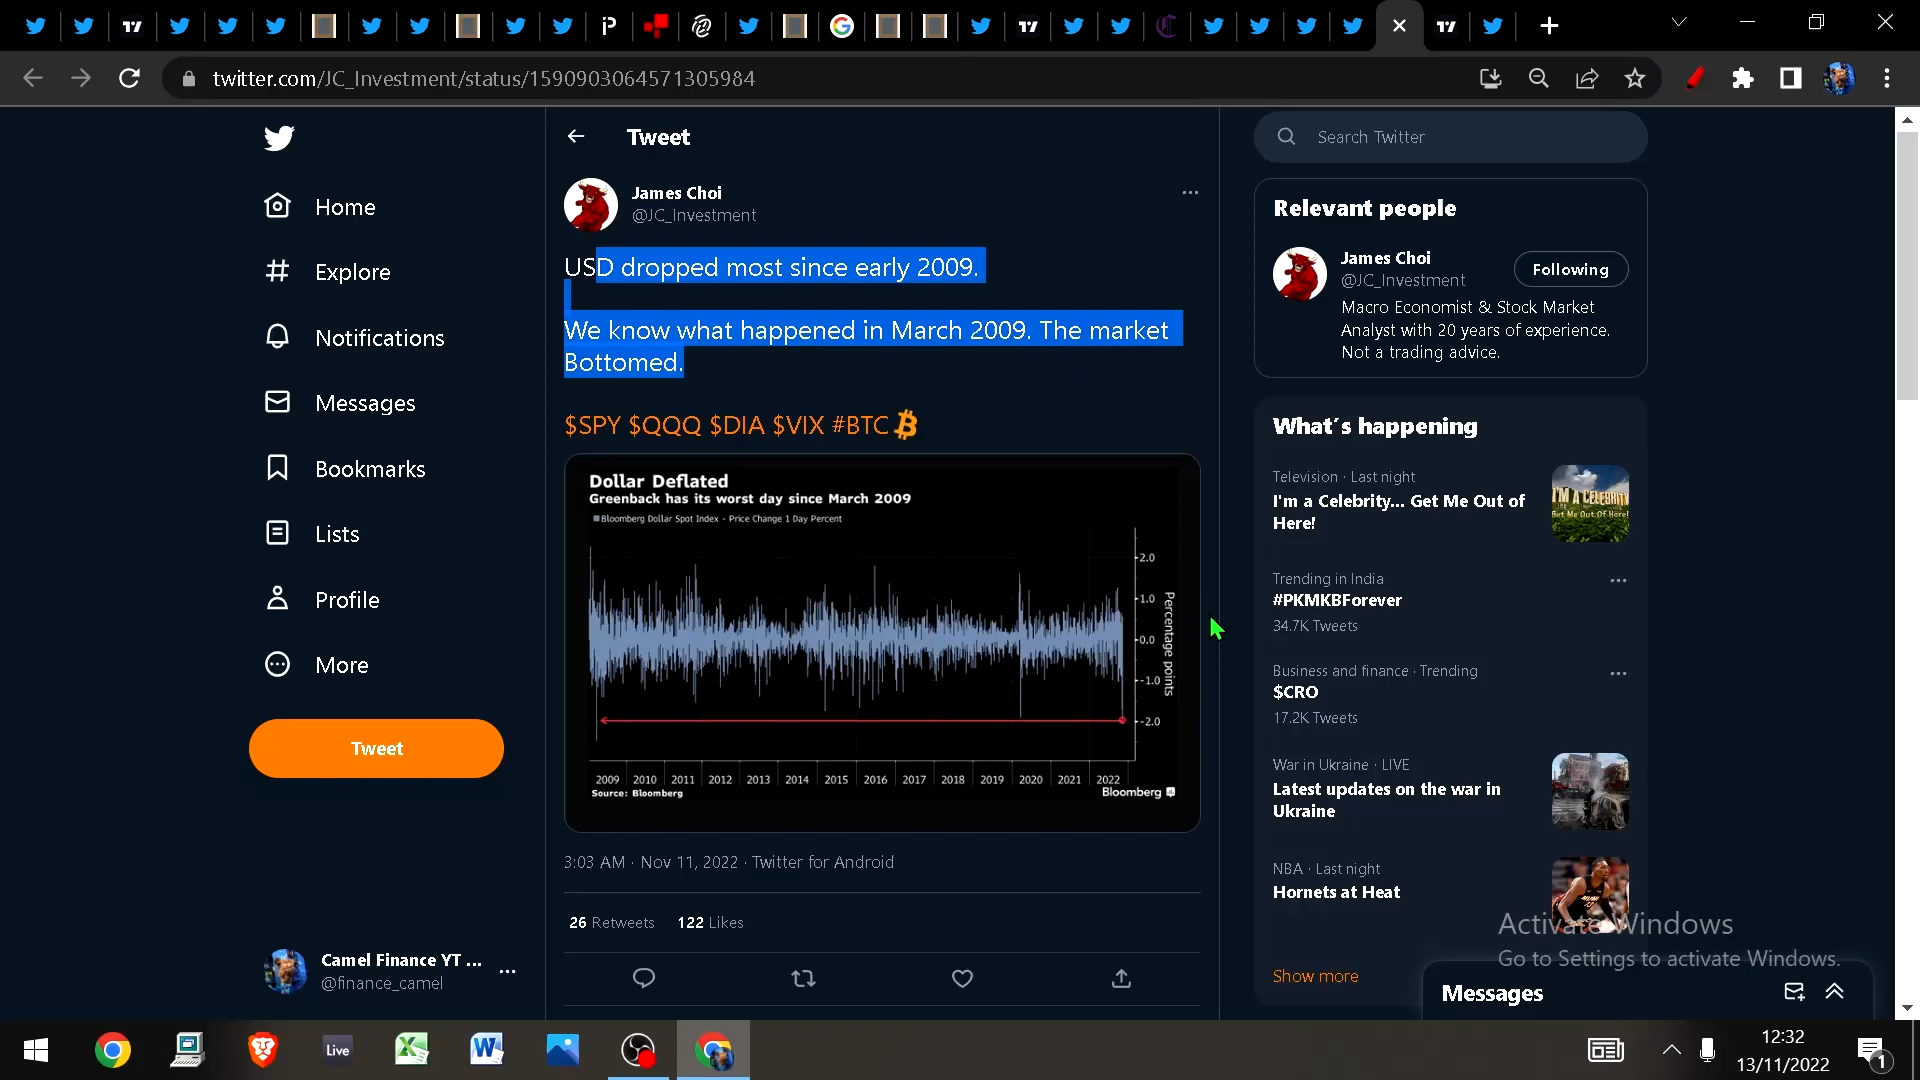 twitter.com/JC_Investment/status/1590903064571305984
Home
Explore
Notifications
Messages
Bookmarks
Lists
Profile
More
Tweet
Camel Finance YT ...
@finance_camel
Tweet
James Choi
@JC_Investment
USD dropped most since early 2009.
We know what happened in March 2009. The market
Bottomed.
$SPY $QQQ $DIA $VIX #BTC
Dollar Deflated
Greenback has its worst day since March 2009
Bloomberg Dollar Spot Index - Price Change 1 Day Percent
2.0
1.0
0.0
-1.0
-2.0
Percentage points
2009 2010 2011 2012 2013 2014 2015 2016 2017 2018 2019 2020 2021 2022
Source: Bloomberg
Bloomberg
3:03 AM · Nov 11, 2022 · Twitter for Android
26 Retweets 122 Likes
Search Twitter
Relevant people
James Choi
@JC_Investment
Following
Macro Economist & Stock Market
Analyst with 20 years of experience.
Not a trading advice.
What's happening
Television · Last night
I'm a Celebrity... Get Me Out of
Here!
I'M A CELEBRITY
Get Me Out Of Here!
Trending in India
#PKMKBForever
34.7K Tweets
Business and finance · Trending
$CRO
17.2K Tweets
War in Ukraine · LIVE
Latest updates on the war in
Ukraine
NBA · Last night
Hornets at Heat
Show more
Activate Windows
Go to Settings to activate Windows.
Messages
Live
12:32
13/11/2022
1